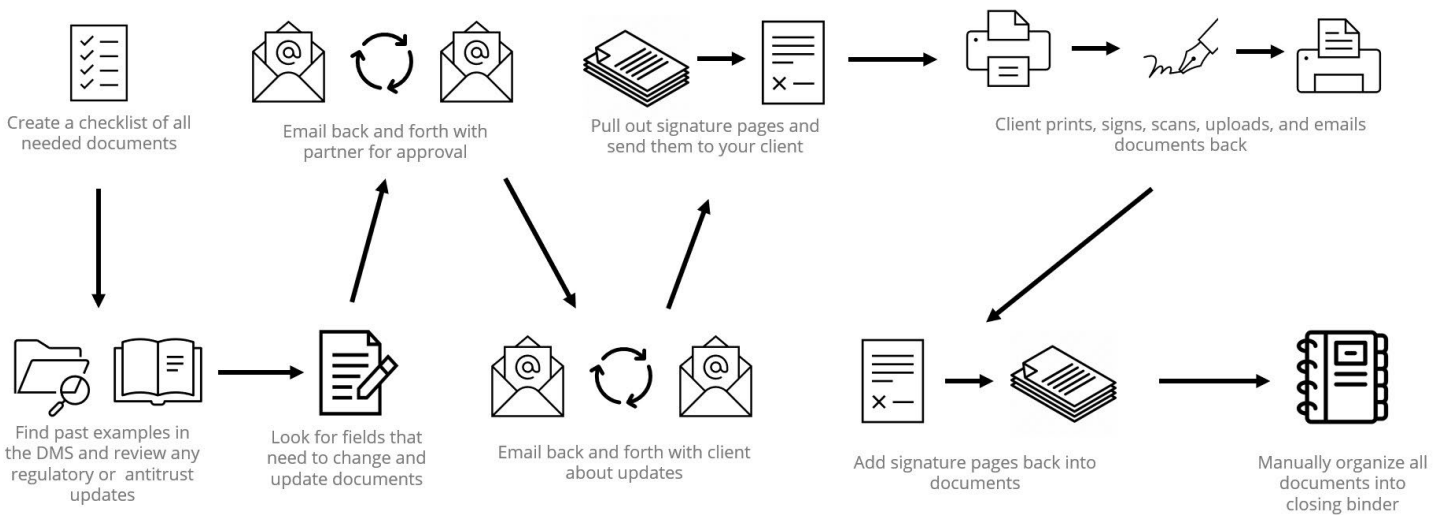 Create a checklist of all
needed documents
Find past examples in
the DMS and review any
regulatory or antitrust
updates
Look for fields that
need to change and
update documents
Email back and forth with
partner for approval
Email back and forth with client
about updates
Pull out signature pages and
send them to your client
Client prints, signs, scans, uploads, and emails
documents back
Add signature pages back into
documents
Manually organize all
documents into
closing binder